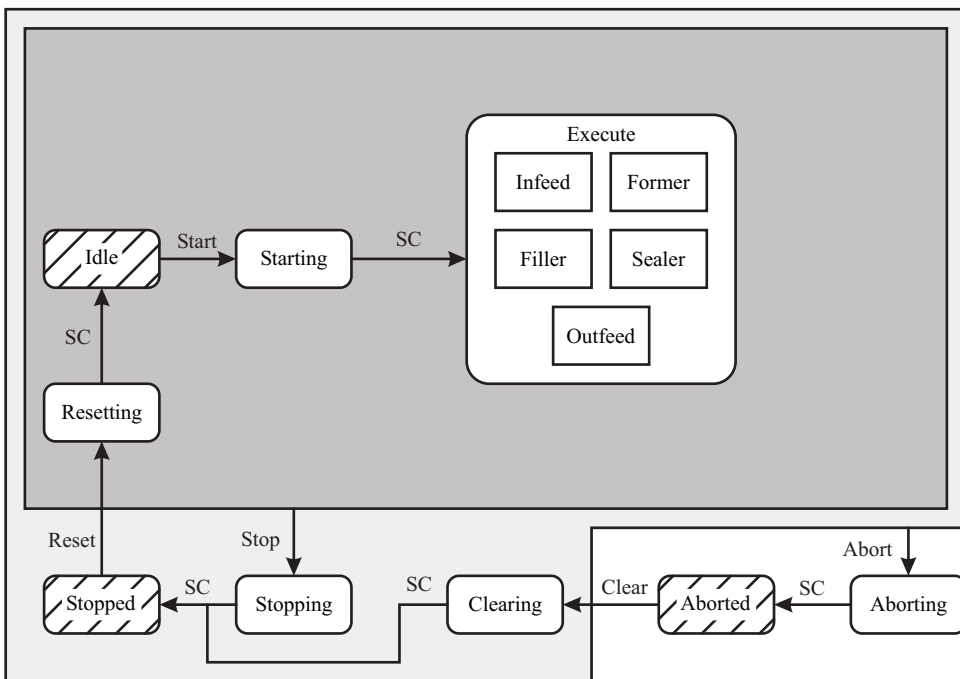 Execute
Infeed
Former
Idle
Start
Starting
SC
Filler
Sealer
SC
Outfeed
Resetting
Reset
Stop
Abort
Stopped
SC
Stopping
SC
Clearing
Clear
Aborted
SC
Aborting